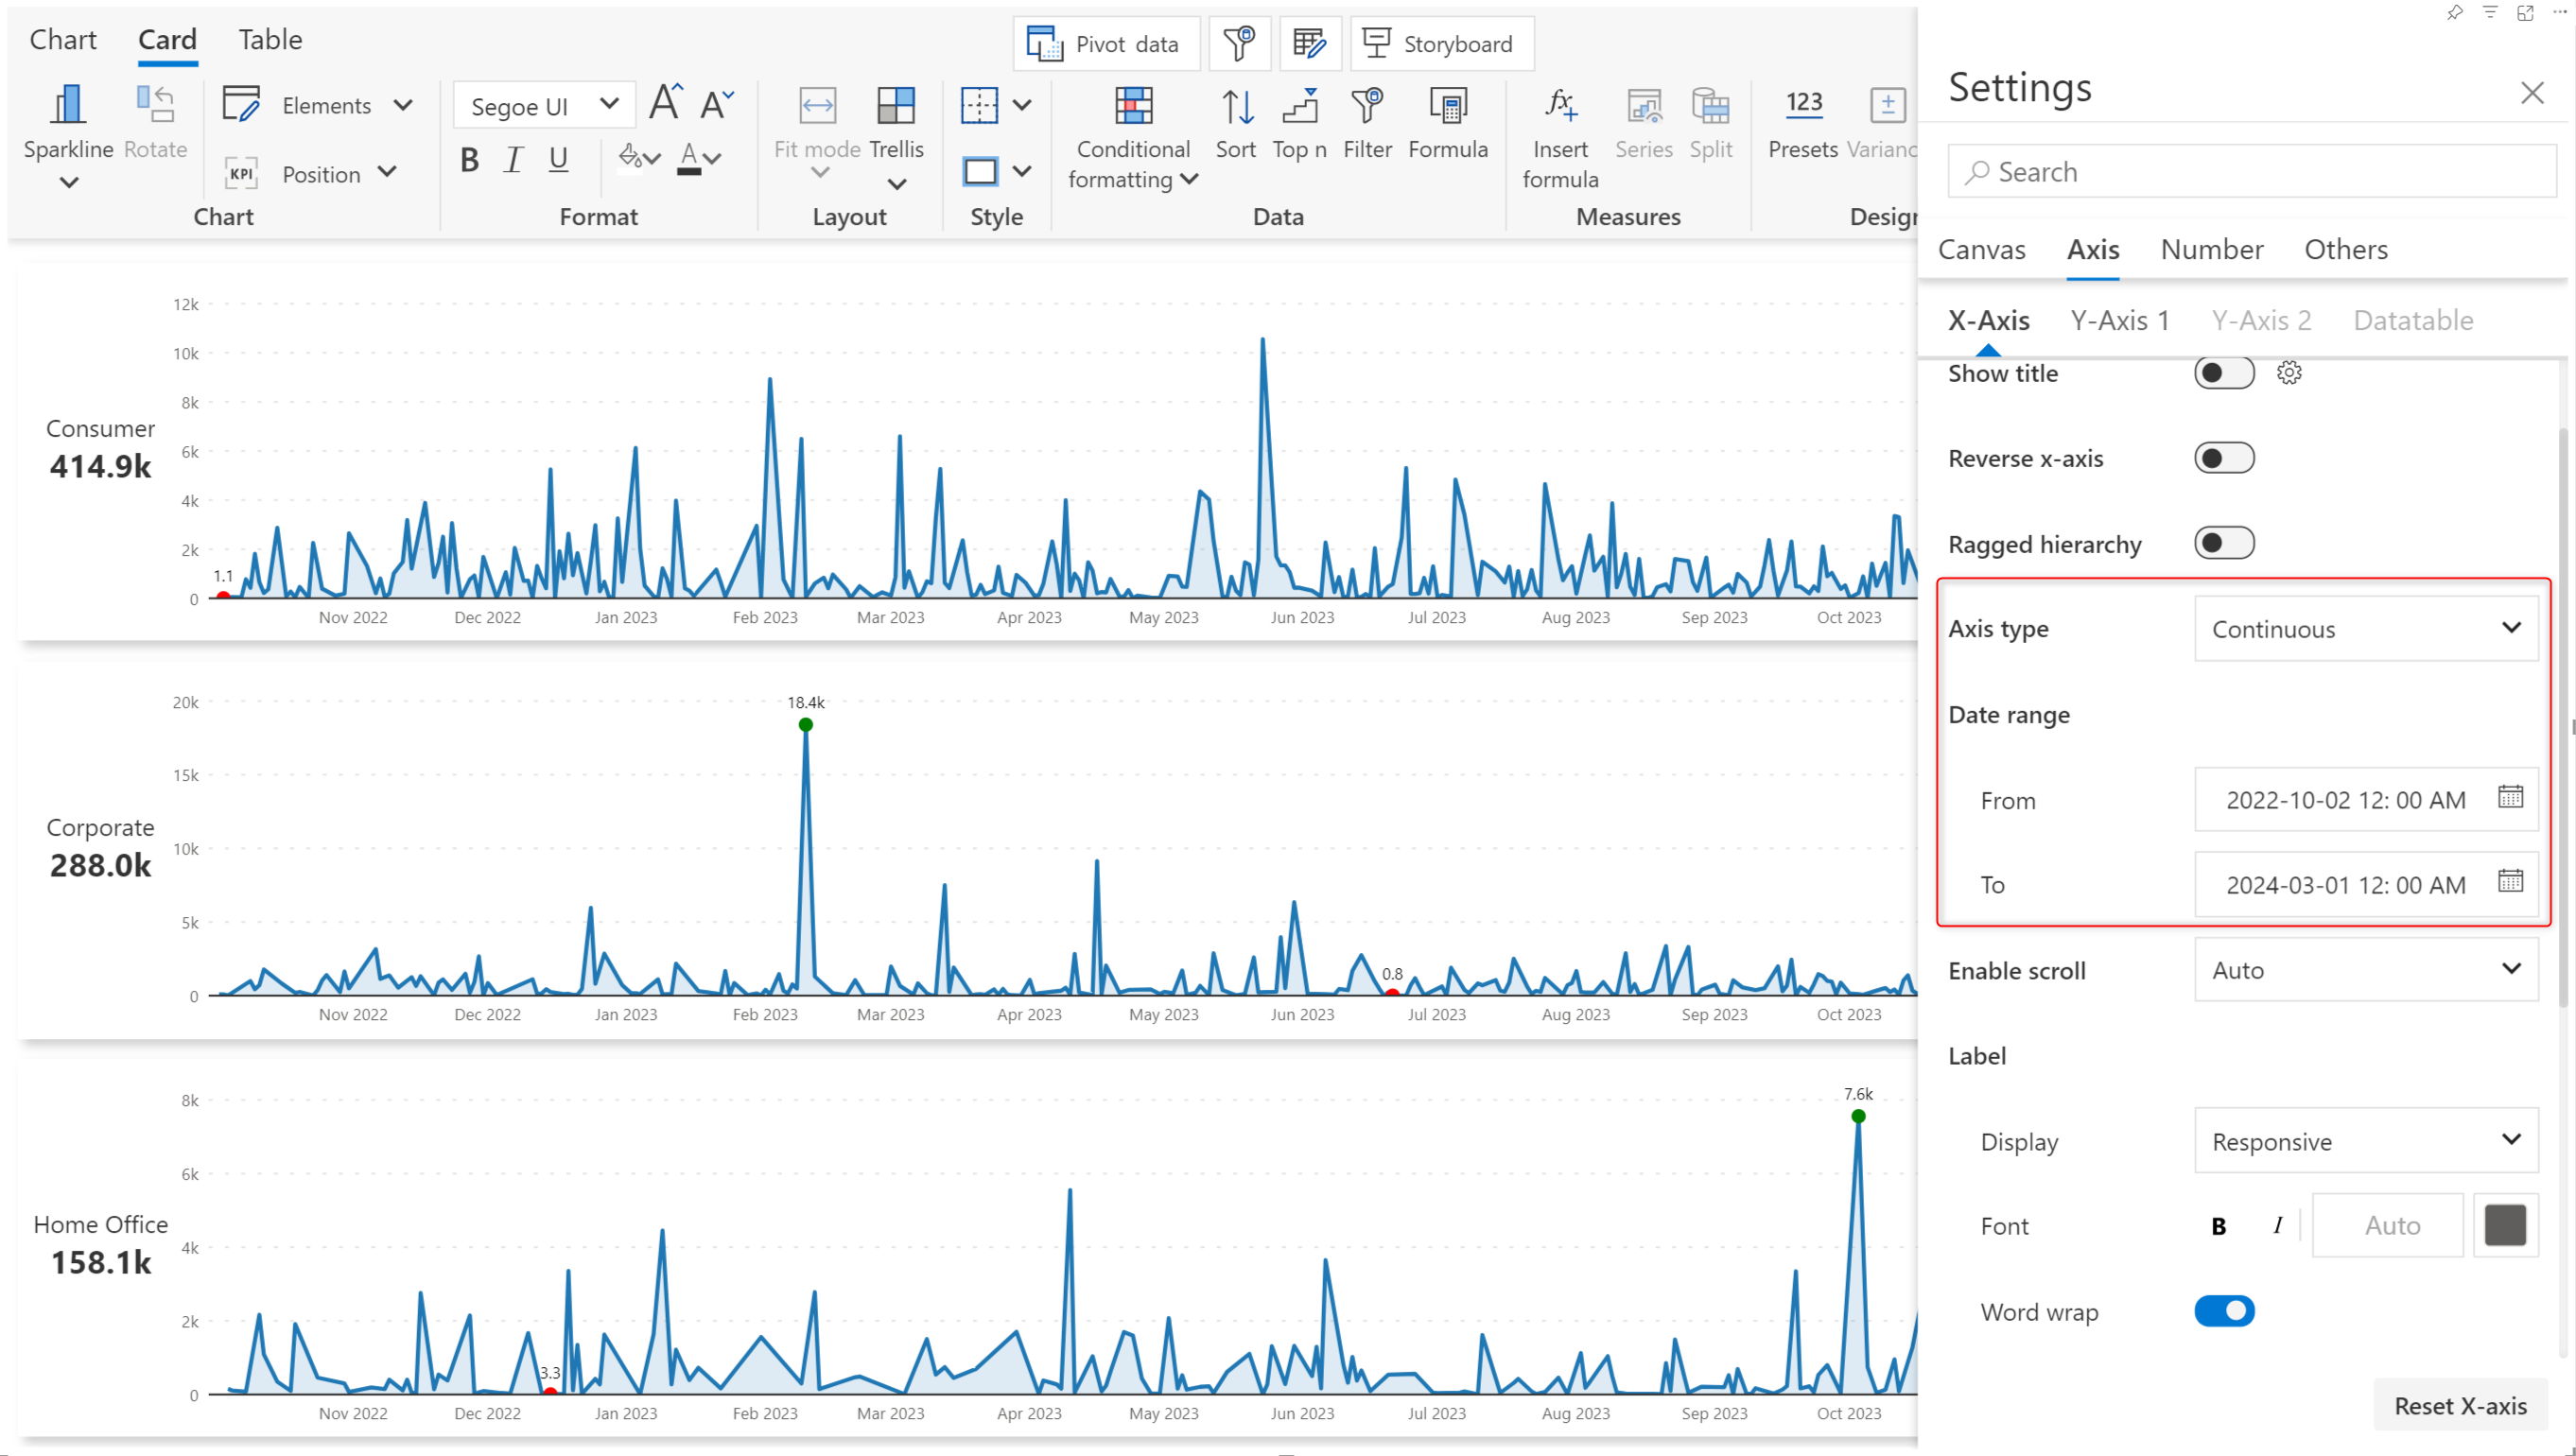 Chart Card Table
Pivot data Storyboard
Settings
Sparkline Rotate
Elements
KPI Position
Chart
Segoe UI A A
B I U A
Format
Fit mode Trellis
Layout
Style
Conditional formatting
Sort Top n Filter Formula
Data
fx
Insert formula
Series Split
Measures
123
Presets Varianc
Design
Search
Canvas Axis Number Others
X-Axis Y-Axis 1 Y-Axis 2 Datatable
Consumer
414.9k
12k
10k
8k
6k
4k
2k
0
1.1
Nov 2022 Dec 2022 Jan 2023 Feb 2023 Mar 2023 Apr 2023 May 2023 Jun 2023 Jul 2023 Aug 2023 Sep 2023 Oct 2023
Corporate
288.0k
20k
15k
10k
5k
0
18.4k
0.8
Nov 2022 Dec 2022 Jan 2023 Feb 2023 Mar 2023 Apr 2023 May 2023 Jun 2023 Jul 2023 Aug 2023 Sep 2023 Oct 2023
Home Office
158.1k
8k
6k
4k
2k
0
3.3
7.6k
Nov 2022 Dec 2022 Jan 2023 Feb 2023 Mar 2023 Apr 2023 May 2023 Jun 2023 Jul 2023 Aug 2023 Sep 2023 Oct 2023
Show title
Reverse x-axis
Ragged hierarchy
Axis type Continuous
Date range
From 2022-10-02 12: 00 AM
To 2024-03-01 12: 00 AM
Enable scroll Auto
Label
Display Responsive
Font B I Auto
Word wrap
Reset X-axis